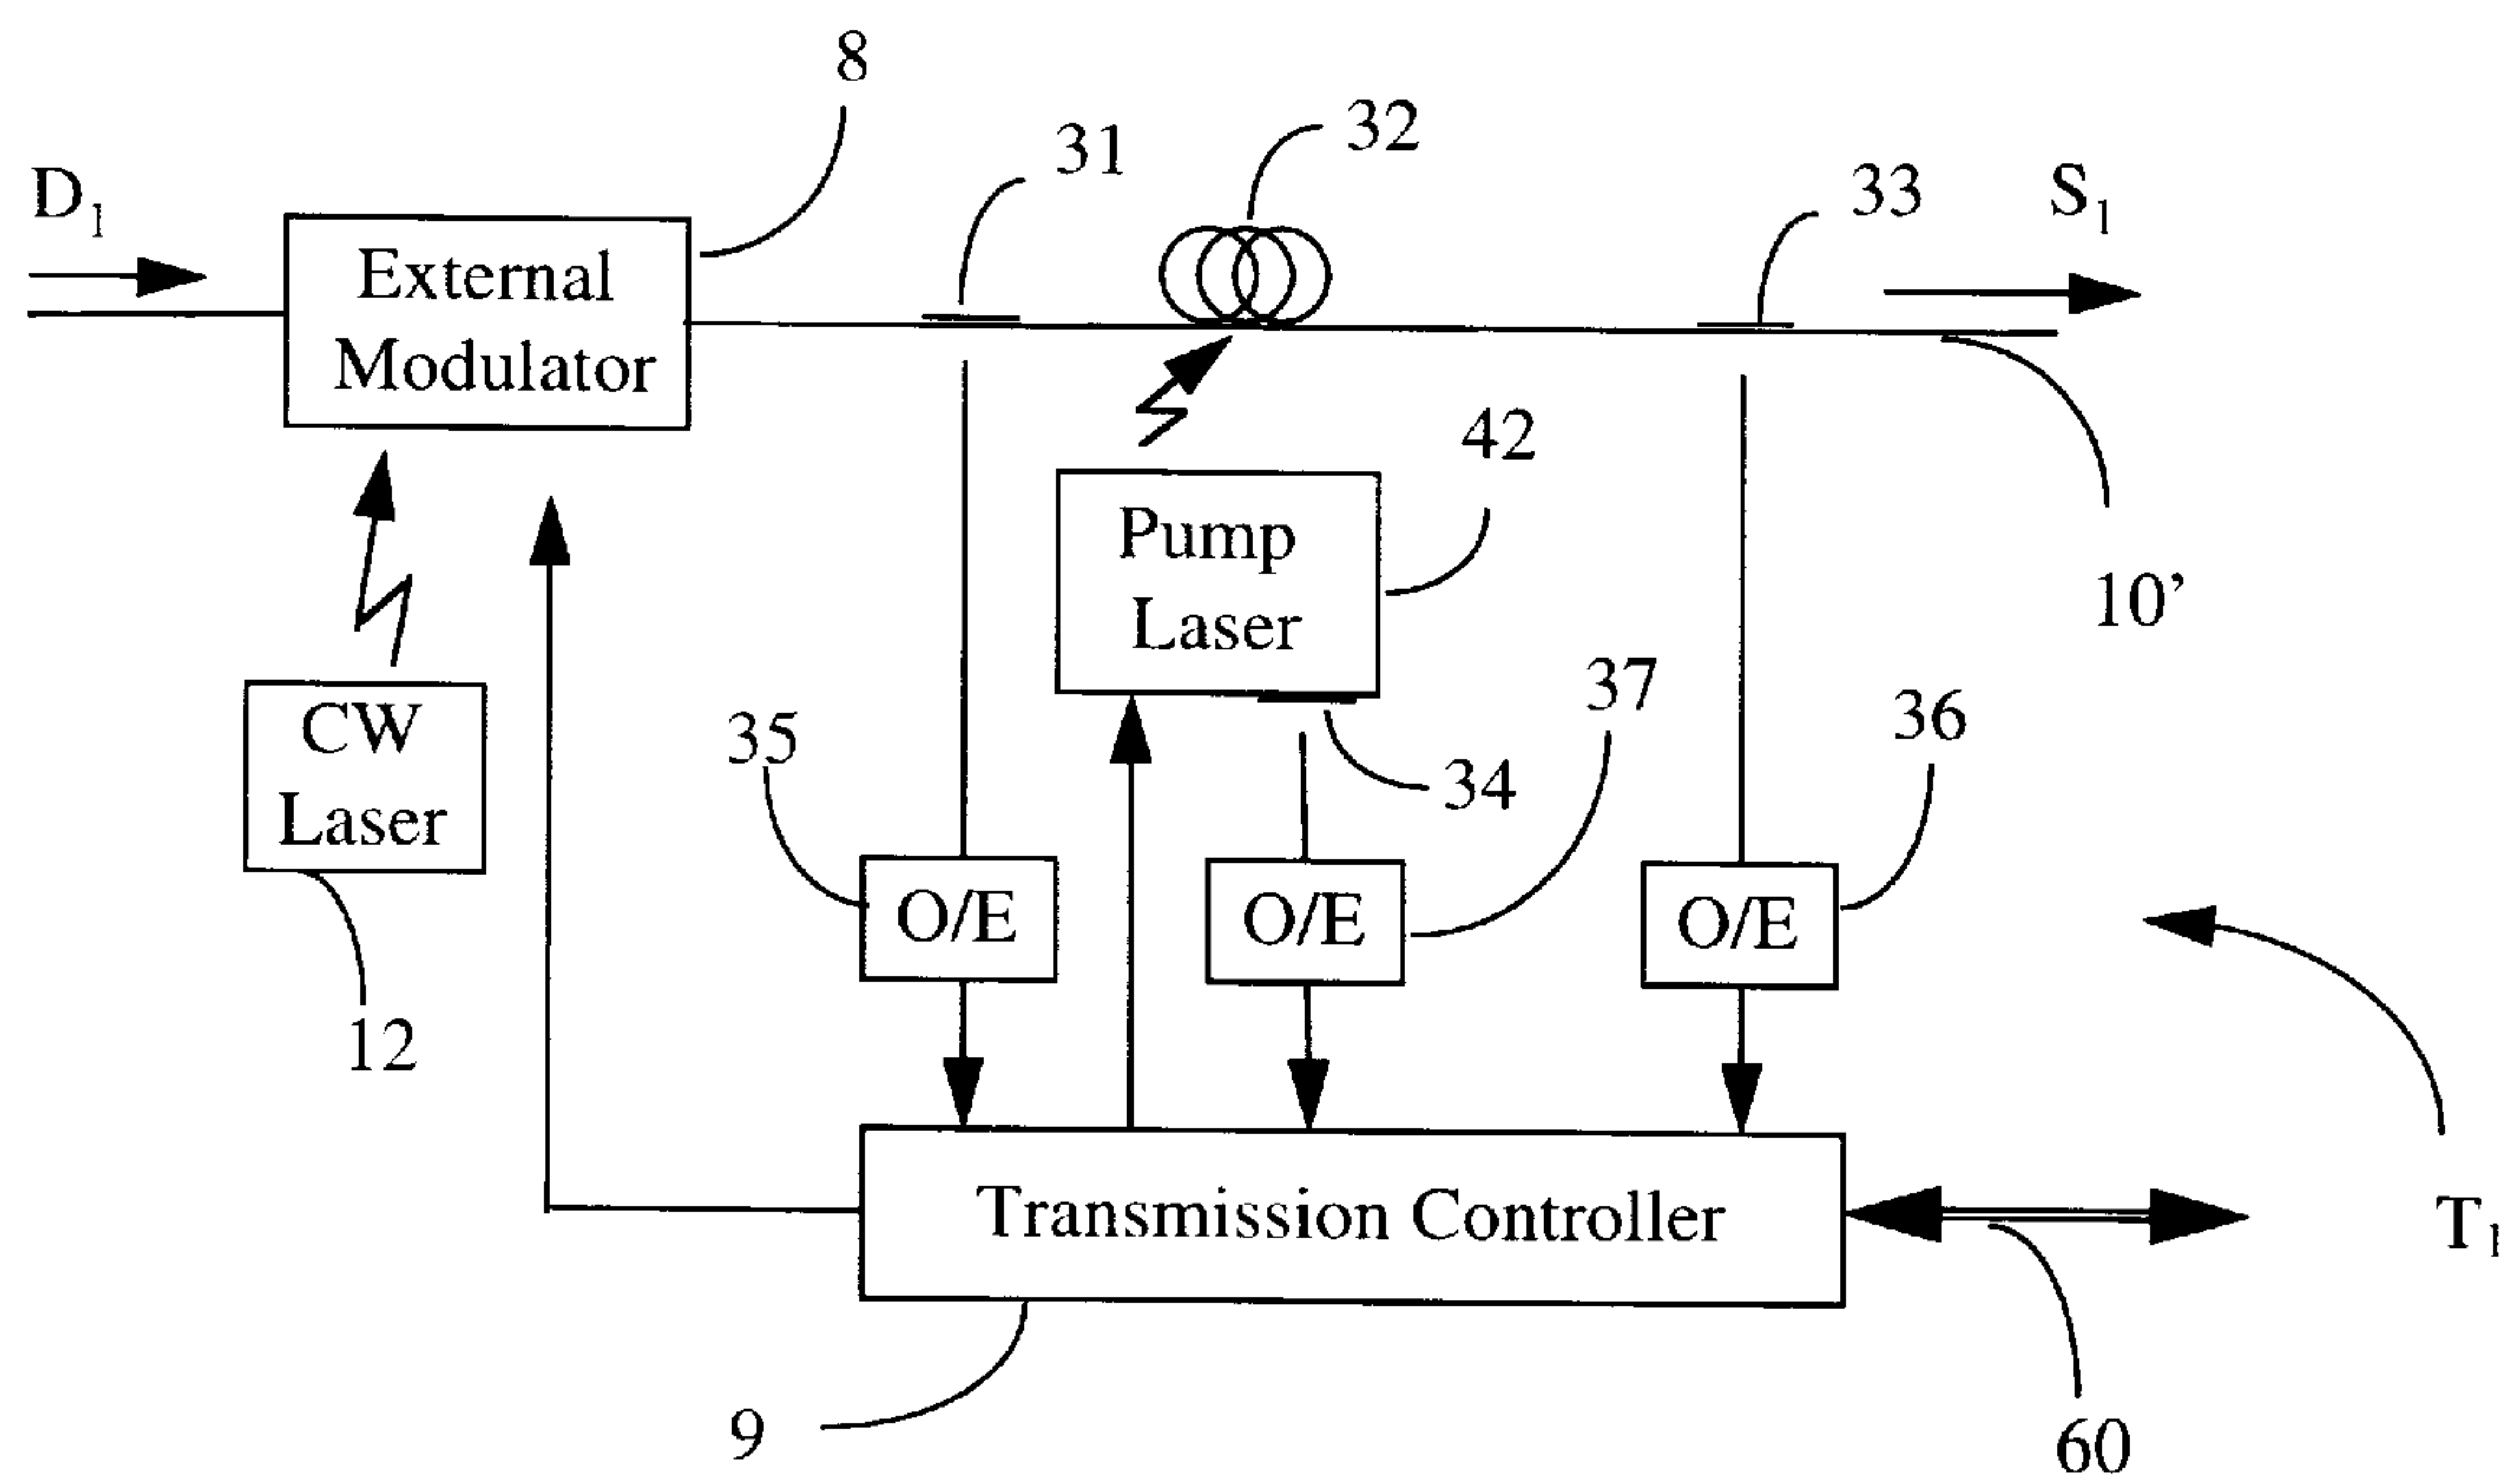 8
31
32
33
D1
S1
External
Modulator
42
Pump
Laser
10’
37
36
35
34
CW
Laser
O/E
O/E
O/E
12
Transmission Controller
T1
9
60